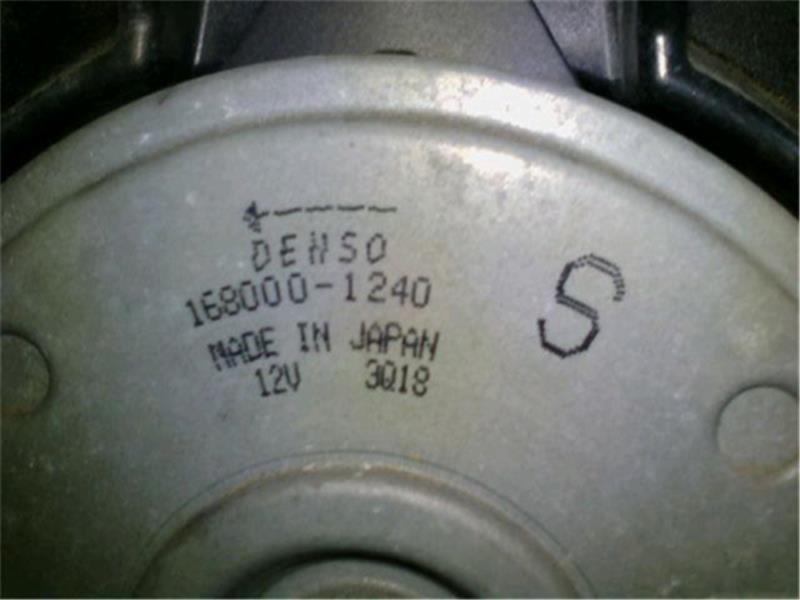 DENSO
168000-1240
MADE IN JAPAN
12V 3Q18
S